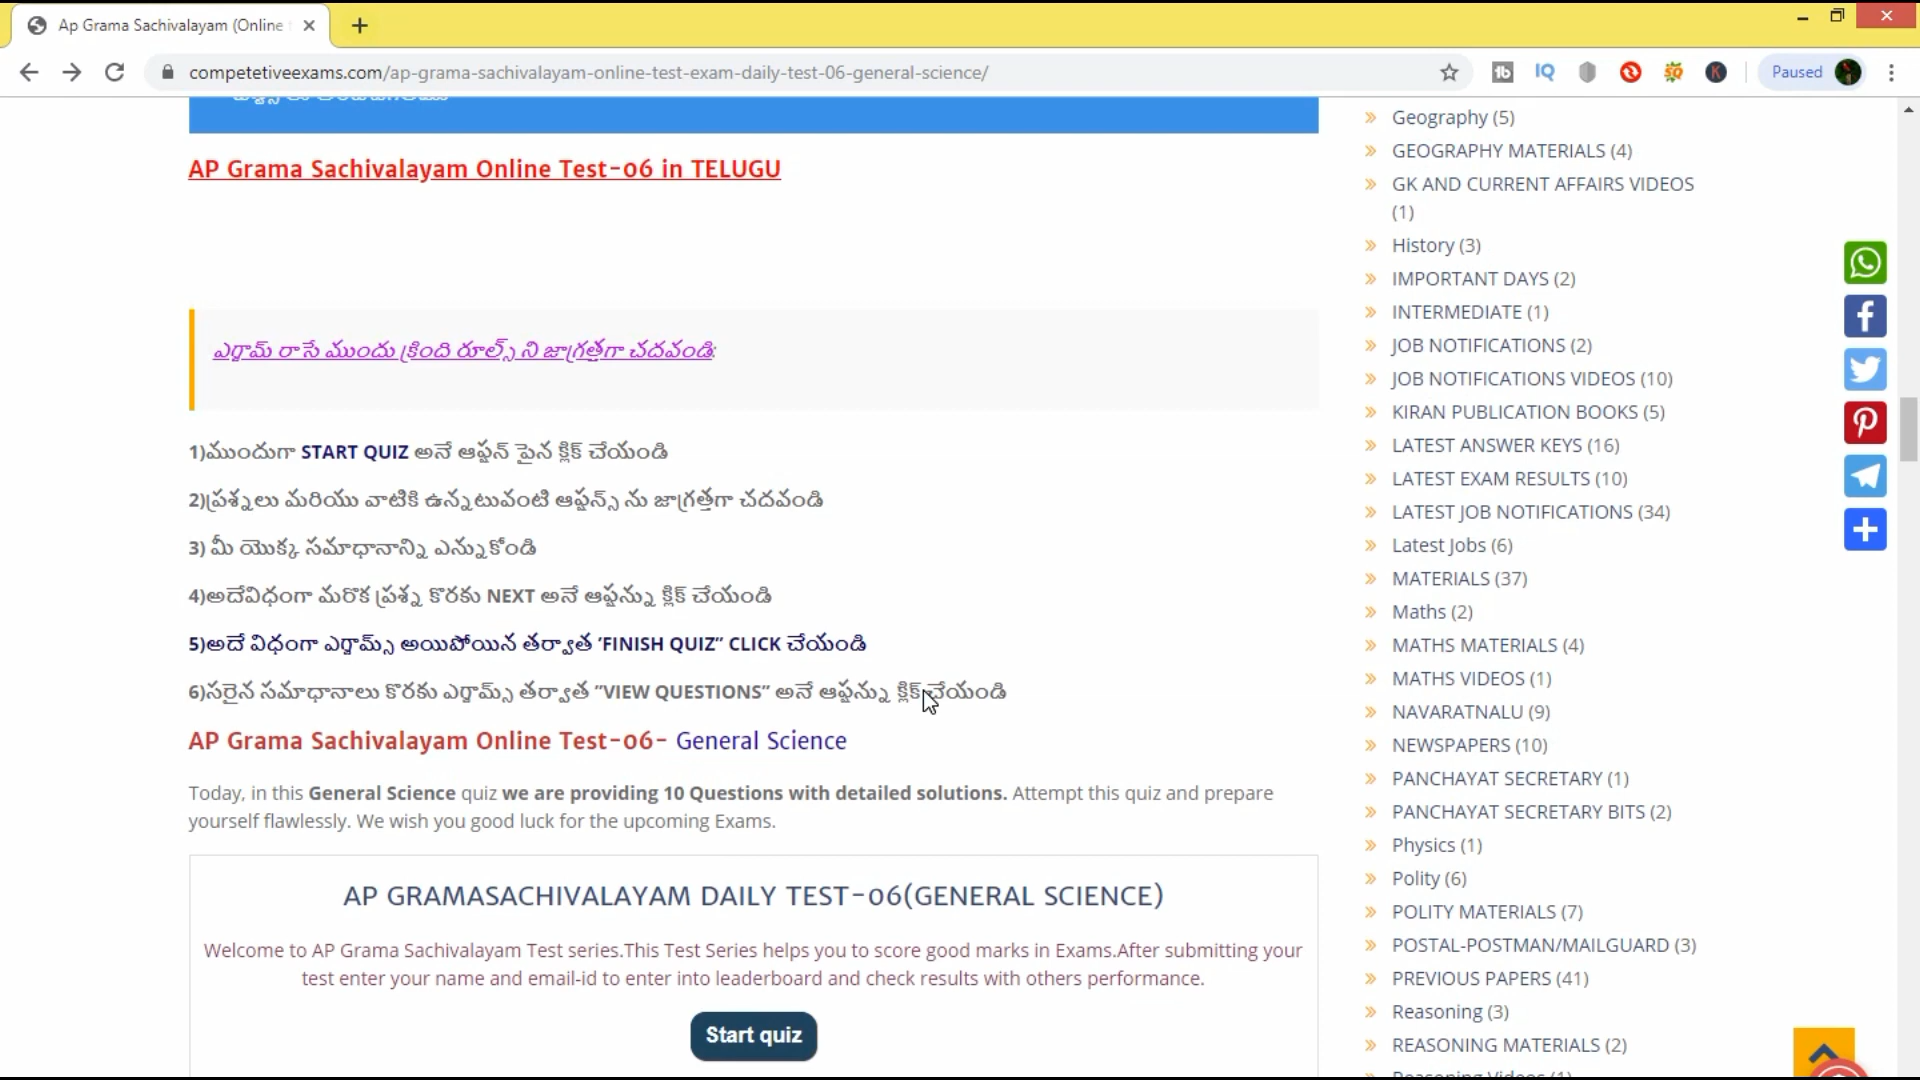 Ap Grama Sachivalayam (Online
competetiveexams.com/ap-grama-sachivalayam-online-test-exam-daily-test-06-general-science/
Paused
AP Grama Sachivalayam Online Test-06 in TELUGU
ఎగ్జామ్ రాసే ముందు క్రింది రూల్స్ ని జాగ్రత్తగా చదవండి:
1)ముందుగా START QUIZ అనే ఆప్షన్ పైన క్లిక్ చేయండి
2)ప్రశ్నలు మరియు వాటికి ఉన్నటువంటి ఆప్షన్స్ ను జాగ్రత్తగా చదవండి
3) మీ యొక్క సమాధానాన్ని ఎన్నుకోండి
4)అదేవిధంగా మరొక ప్రశ్న కొరకు NEXT అనే ఆప్షన్ను క్లిక్ చేయండి
5)అదే విధంగా ఎగ్జామ్స్ అయిపోయిన తర్వాత 'FINISH QUIZ" CLICK చేయండి
6)సరైన సమాధానాలు కొరకు ఎగ్జామ్స్ తర్వాత "VIEW QUESTIONS" అనే ఆప్షన్ను క్లిక్ చేయండి
AP Grama Sachivalayam Online Test-06- General Science
Today, in this General Science quiz we are providing 10 Questions with detailed solutions. Attempt this quiz and prepare
yourself flawlessly. We wish you good luck for the upcoming Exams.
AP GRAMASACHIVALAYAM DAILY TEST-06(GENERAL SCIENCE)
Welcome to AP Grama Sachivalayam Test series.This Test Series helps you to score good marks in Exams.After submitting your
test enter your name and email-id to enter into leaderboard and check results with others performance.
Start quiz
Geography (5)
GEOGRAPHY MATERIALS (4)
GK AND CURRENT AFFAIRS VIDEOS
(1)
History (3)
IMPORTANT DAYS (2)
INTERMEDIATE (1)
JOB NOTIFICATIONS (2)
JOB NOTIFICATIONS VIDEOS (10)
KIRAN PUBLICATION BOOKS (5)
LATEST ANSWER KEYS (16)
LATEST EXAM RESULTS (10)
LATEST JOB NOTIFICATIONS (34)
Latest Jobs (6)
MATERIALS (37)
Maths (2)
MATHS MATERIALS (4)
MATHS VIDEOS (1)
NAVARATNALU (9)
NEWSPAPERS (10)
PANCHAYAT SECRETARY (1)
PANCHAYAT SECRETARY BITS (2)
Physics (1)
Polity (6)
POLITY MATERIALS (7)
POSTAL-POSTMAN/MAILGUARD (3)
PREVIOUS PAPERS (41)
Reasoning (3)
REASONING MATERIALS (2)
Reasoning Videos (1)